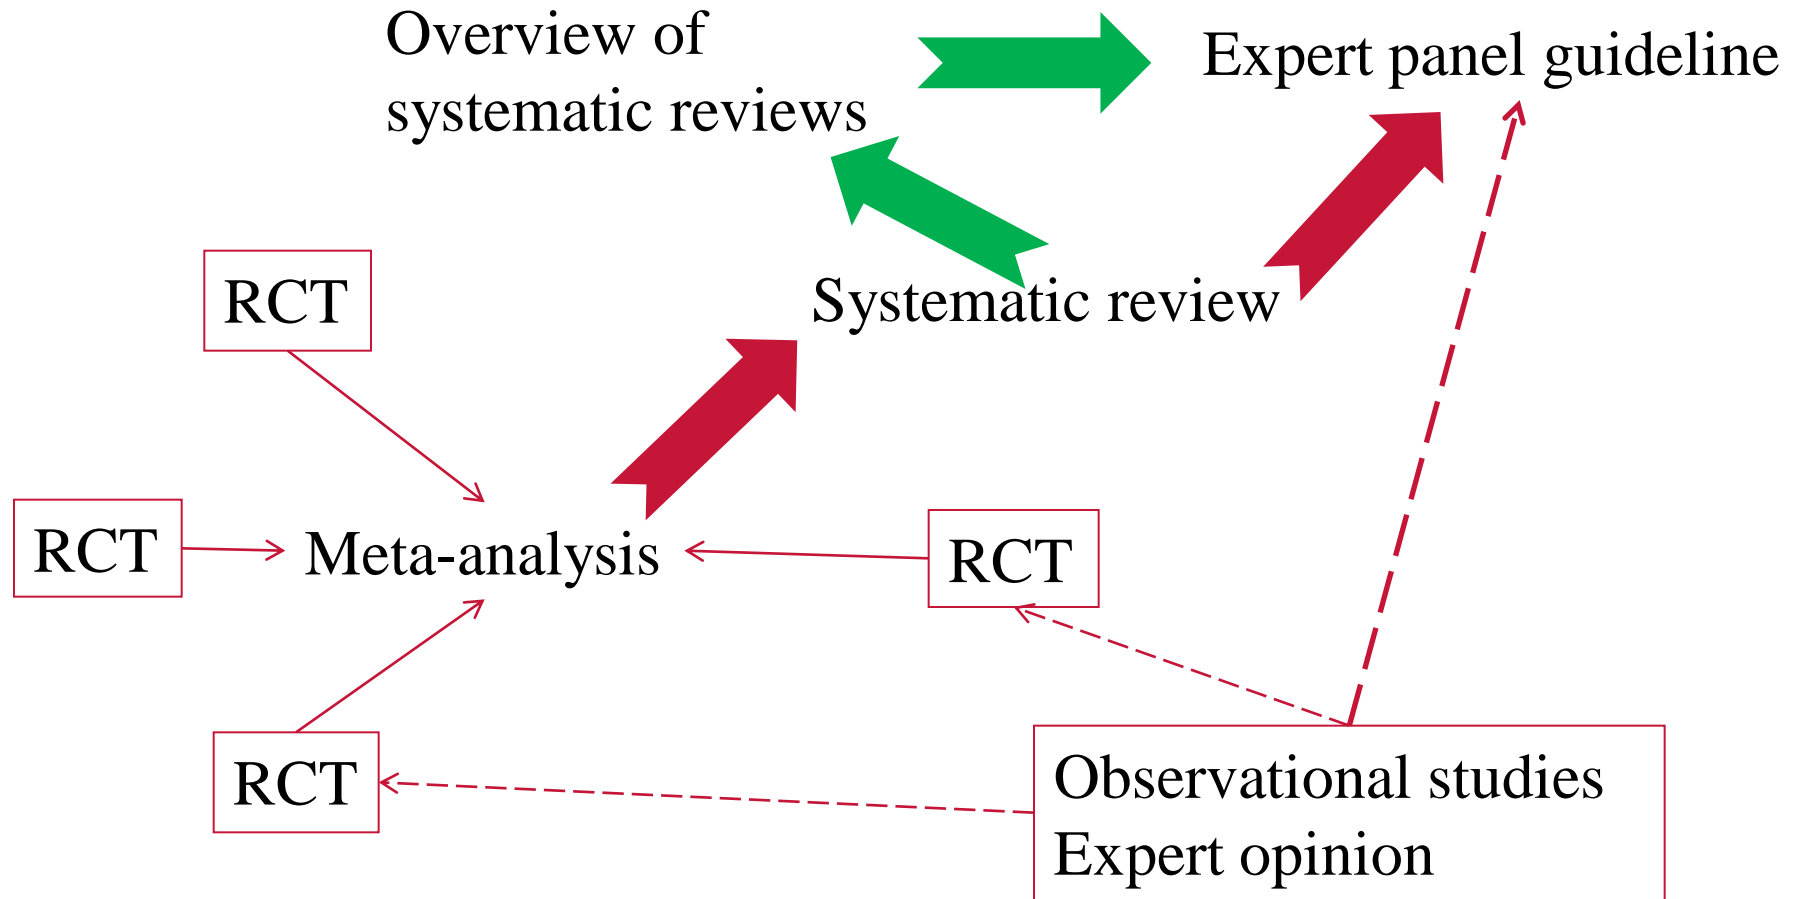 Overview of
systematic reviews
Expert panel guideline
RCT
Systematic review
RCT
Meta-analysis
RCT
RCT
Observational studies
Expert opinion